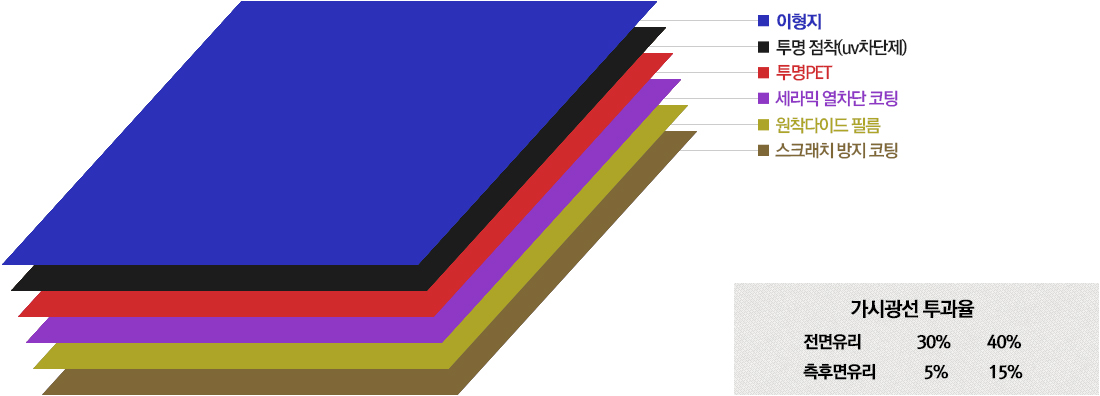 이형지
투명 점착(uv차단제)
투명PET
세라믹 열차단 코팅
원착다이드 필름
스크래치 방지 코팅
가시광선 투과율
전면유리 30% 40%
측후면유리 5% 15%